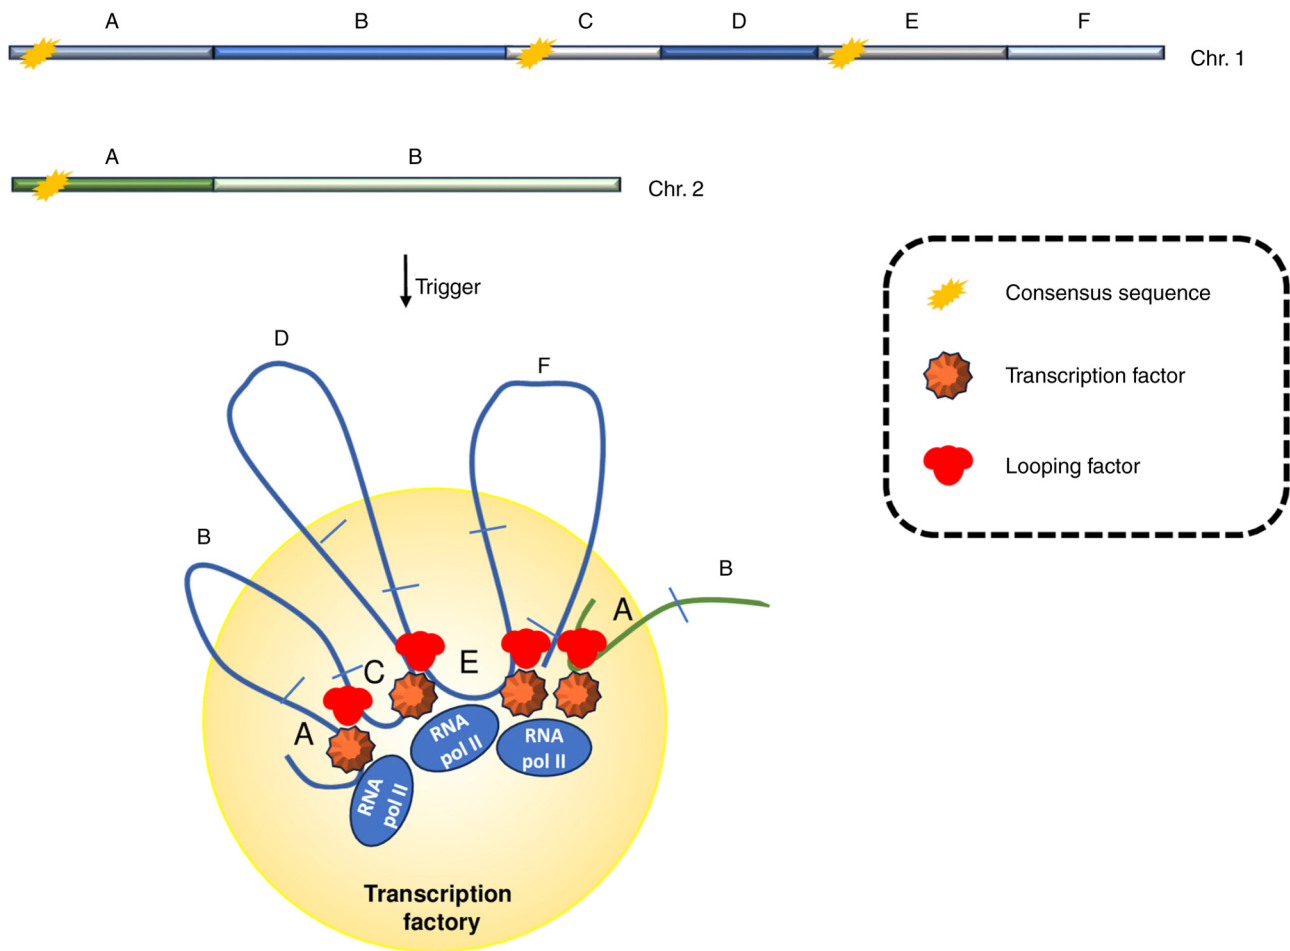 A B C D E F
Chr. 1
A B
Chr. 2
Trigger
Consensus sequence
Transcription factor
Looping factor
D
F
B
B
A
C
E
A
RNA
pol II
RNA
pol II
RNA
pol II
Transcription
factory